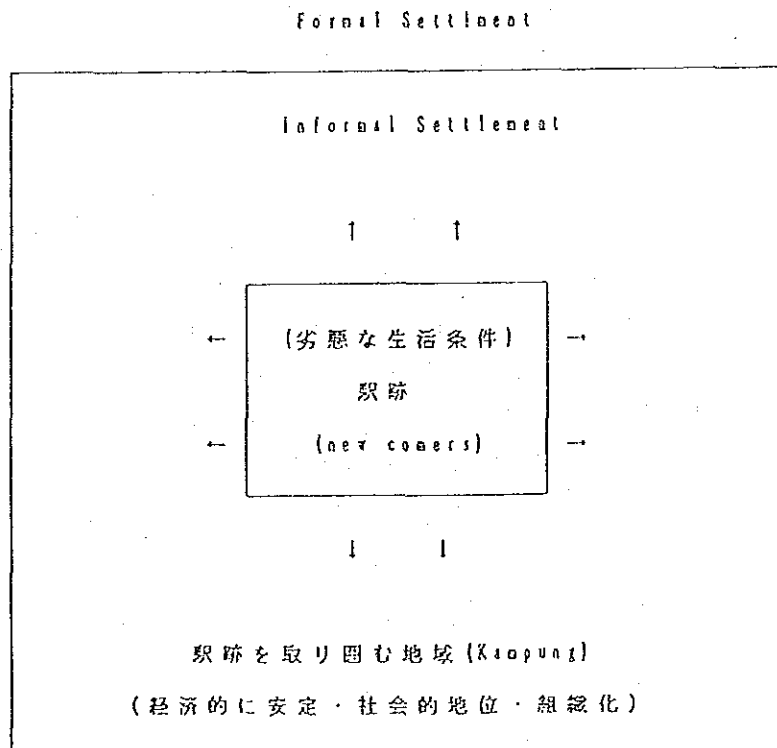 Formal Settlment
Informal Settlement
↑ ↑
← (劣悪な生活条件) →
駅跡
← (new comers) →
↓ ↓
駅跡を取り囲む地域(Kampung)
(経済的に安定・社会的地位・組織化)